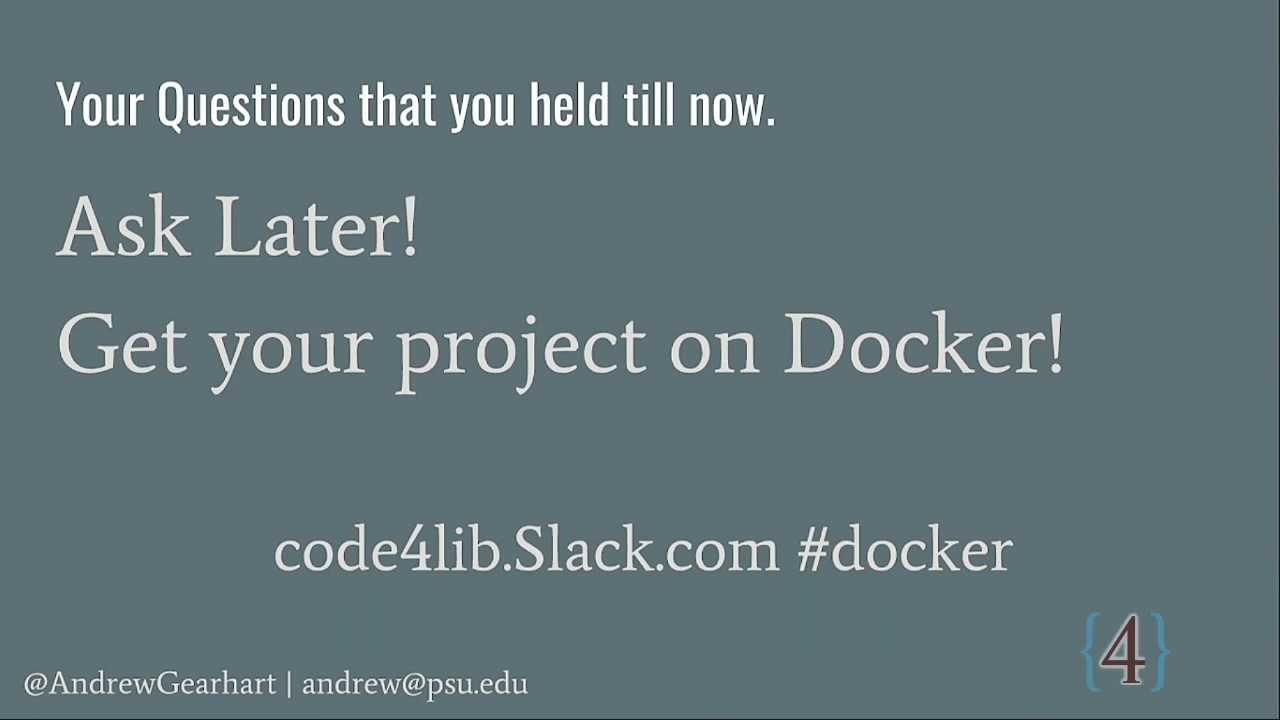 Your Questions that you held till now.
Ask Later!
Get your project on Docker!
code4lib.Slack.com #docker
{4}
@AndrewGearhart | andrew@psu.edu